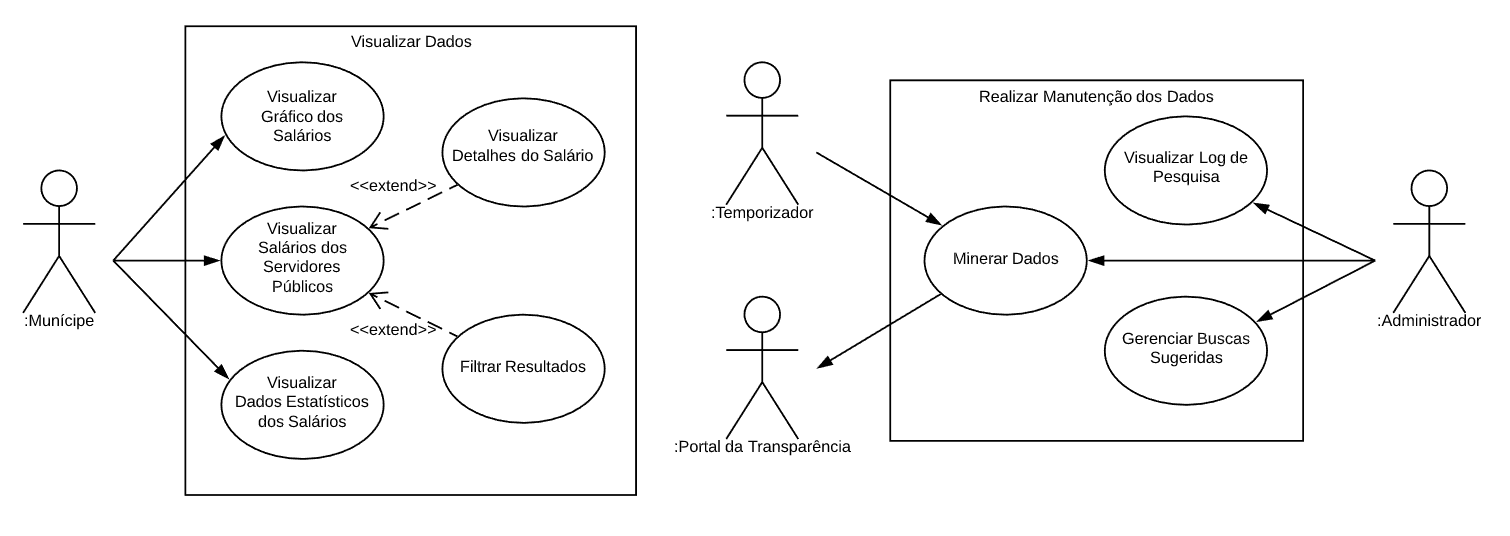 Visualizar Dados
Visualizar
Gráfico dos
Salários
Visualizar
Detalhes do Salário
<<extend>>
Visualizar
Salários dos
Servidores
Públicos
:Munícipe
<<extend>>
Filtrar Resultados
Visualizar
Dados Estatísticos
dos Salários
:Temporizador
:Portal da Transparência
Realizar Manutenção dos Dados
Visualizar Log de
Pesquisa
Minerar Dados
Gerenciar Buscas
Sugeridas
:Administrador